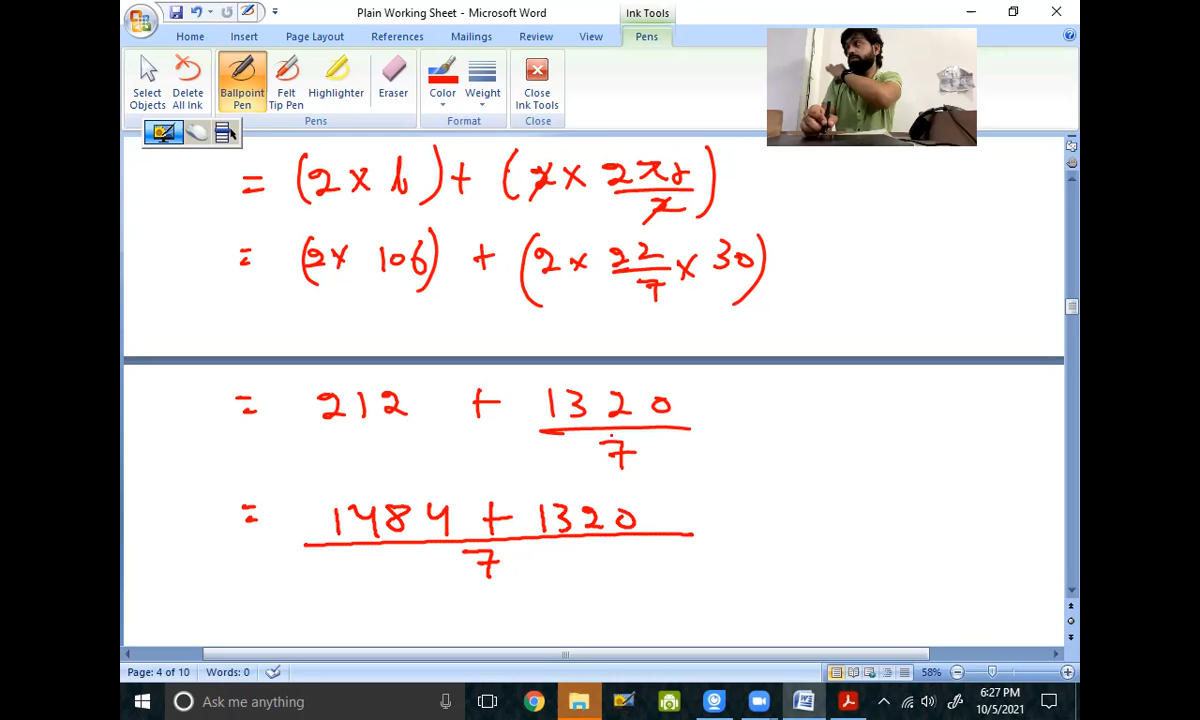 Plain Working Sheet - Microsoft Word
Ink Tools
Home Insert Page Layout References Mailings Review View Pens
Select Objects
Delete All Ink
Ballpoint Pen
Felt Tip Pen
Highlighter
Eraser
Color
Weight
Close Ink Tools
Pens Format Close
= (2 × b) + (2 × 2πr/2)
= (2 × 106) + (2 × 22/7 × 30)
= 212 + 1320/7
= 1484 + 1320/7
Page: 4 of 10 Words: 0 58%
Ask me anything
6:27 PM
10/5/2021